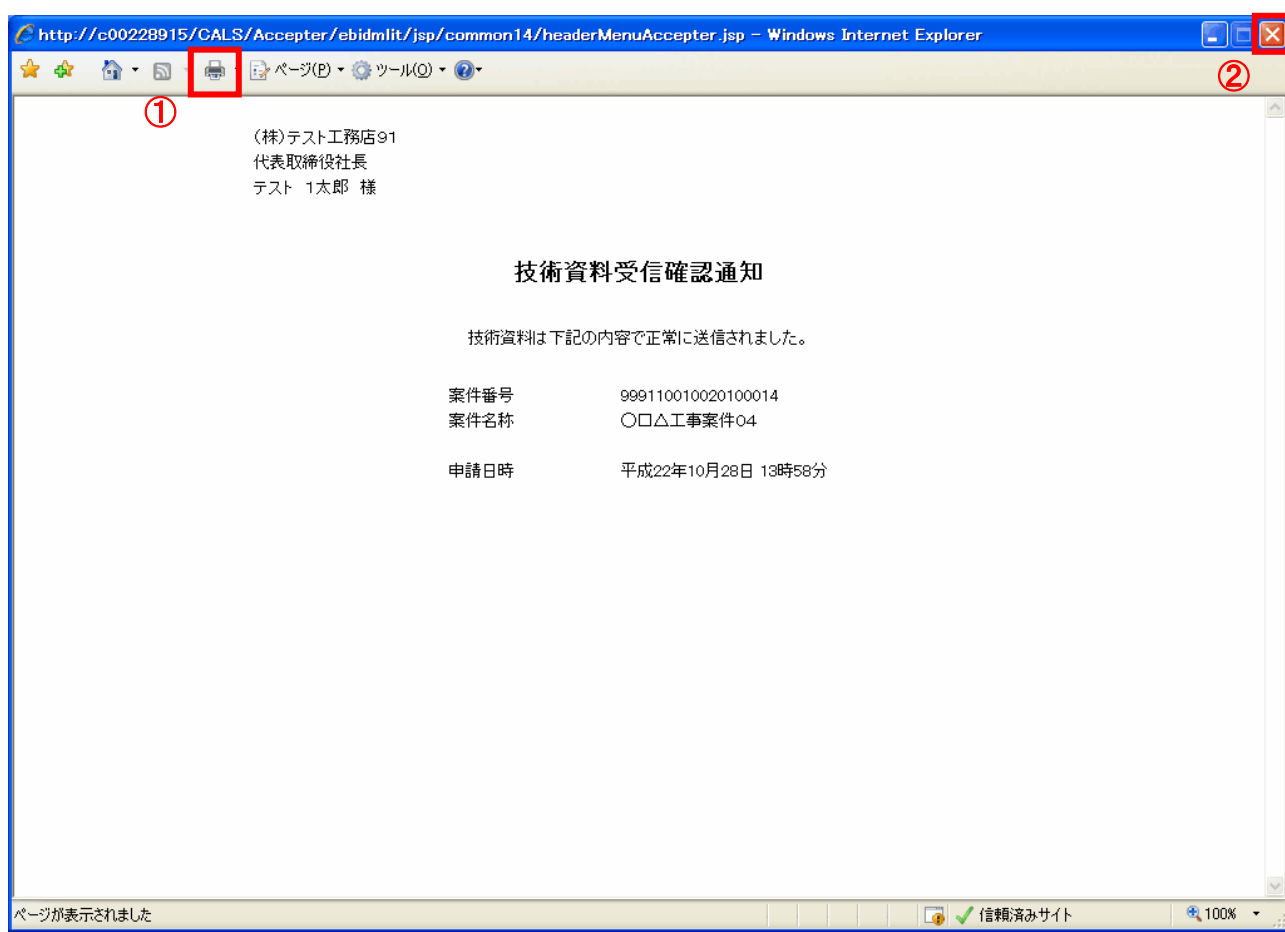 http://c00228915/CALS/Accepter/ebidmlit/jsp/common14/headerMenuAccepter.jsp - Windows Internet Explorer
ページ(P) ツール(O)
①
②
(株)テスト工務店91
代表取締役社長
テスト 1太郎 様
技術資料受信確認通知
技術資料は下記の内容で正常に送信されました。
案件番号 999110010020100014
案件名称 〇口△工事案件04
申請日時 平成22年10月28日 13時58分
ページが表示されました 信頼済みサイト 100%